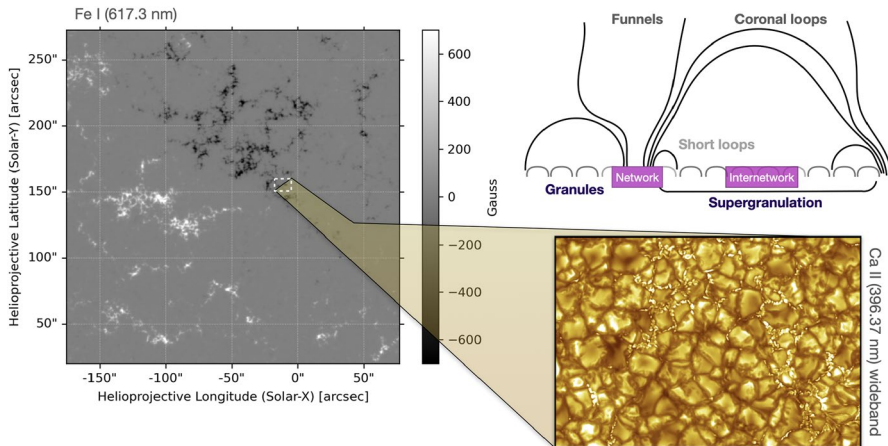 Fe I (617.3 nm)
250"
200"
150"
100"
50"
-150"
-100"
-50"
0"
50"
Helioprojective Longitude (Solar-X) [arcsec]
Helioprojective Latitude (Solar-Y) [arcsec]
600
400
200
0
−200
−400
−600
Gauss
Funnels
Coronal loops
Short loops
Network
Internetwork
Granules
Supergranulation
Ca II (396.37 nm) wideband